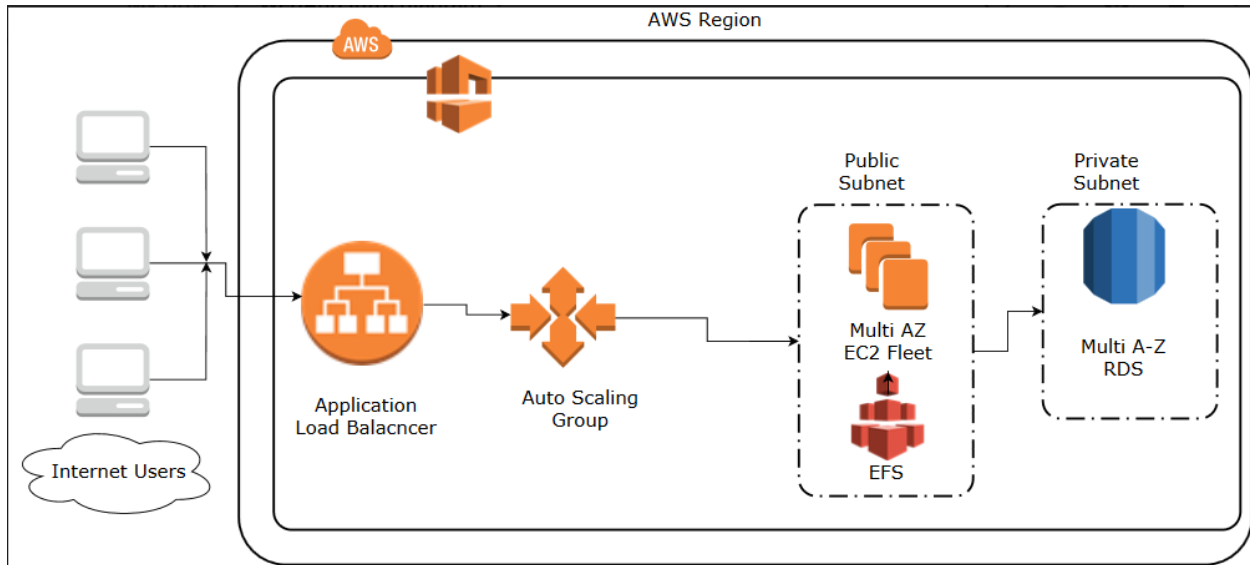 AWS Region
AWS
Public
Subnet
Private
Subnet
Multi AZ
EC2 Fleet
Multi A-Z
RDS
Application
Load Balacncer
Auto Scaling
Group
EFS
Internet Users